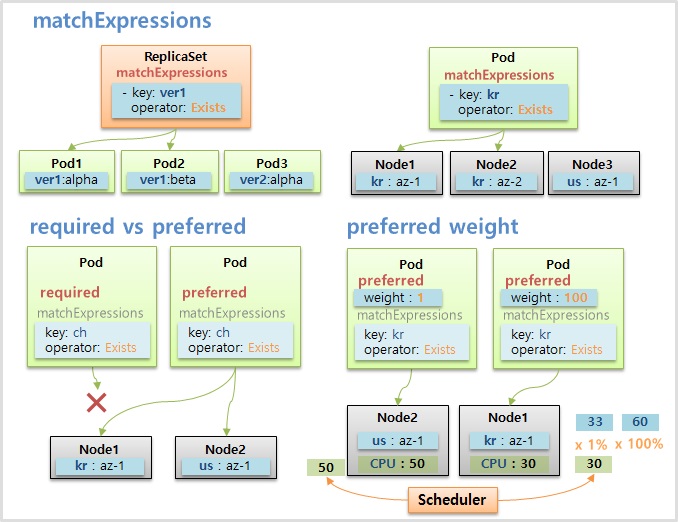 matchExpressions
ReplicaSet
matchExpressions
- key: ver1
operator: Exists
Pod1
ver1:alpha
Pod2
ver1:beta
Pod3
ver2:alpha
Pod
matchExpressions
- key: kr
operator: Exists
Node1
kr : az-1
Node2
kr : az-2
Node3
us : az-1
required vs preferred
Pod
required
matchExpressions
key: ch
operator: Exists
Pod
preferred
matchExpressions
key: ch
operator: Exists
Node1
kr : az-1
Node2
us : az-1
preferred weight
Pod
preferred
weight : 1
matchExpressions
key: kr
operator: Exists
Pod
preferred
weight : 100
matchExpressions
key: kr
operator: Exists
Node2
us : az-1
CPU : 50
50
Node1
kr : az-1
CPU : 30
33 60
x 1% x 100%
30
Scheduler